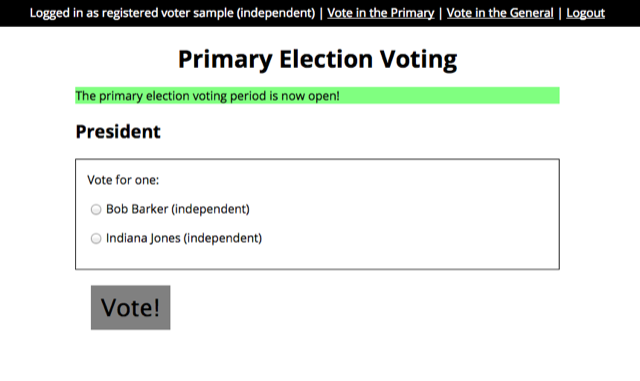 Logged in as registered voter sample (independent) | Vote in the Primary | Vote in the General | Logout
Primary Election Voting
The primary election voting period is now open!
President
Vote for one:
Bob Barker (independent)
Indiana Jones (independent)
Vote!